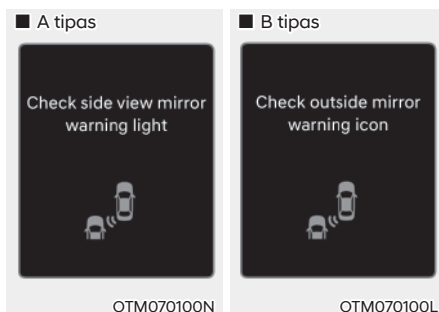 ■ A tipas
Check side view mirror
warning light
OTM070100N
■ B tipas
Check outside mirror
warning icon
OTM070100L